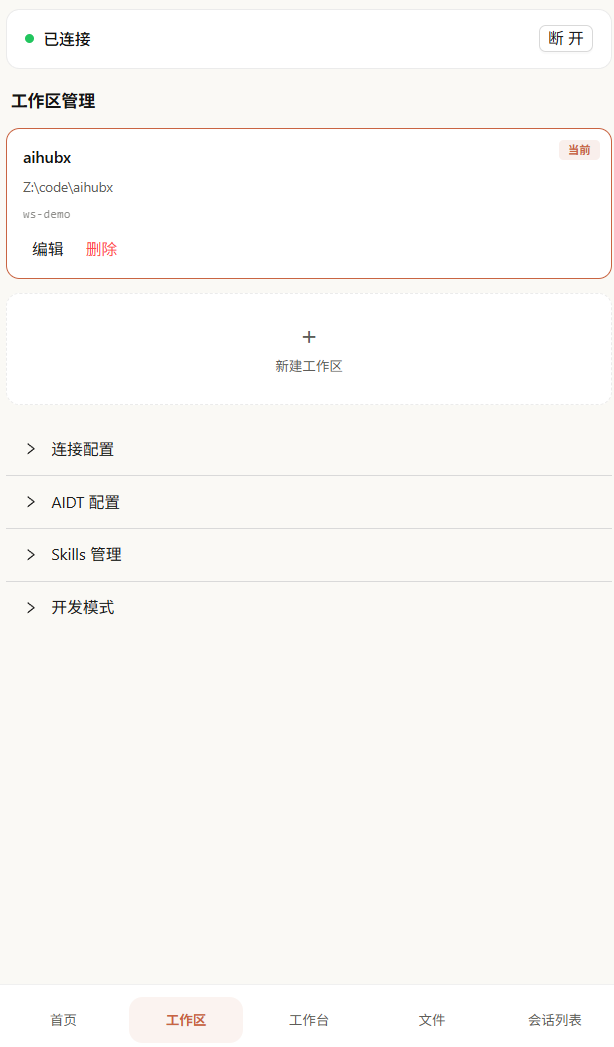 已连接
断 开
工作区管理
aihubx
当前
Z:\code\aihubx
ws-demo
编辑 删除
+
新建工作区
连接配置
AIDT 配置
Skills 管理
开发模式
首页 工作区 工作台 文件 会话列表